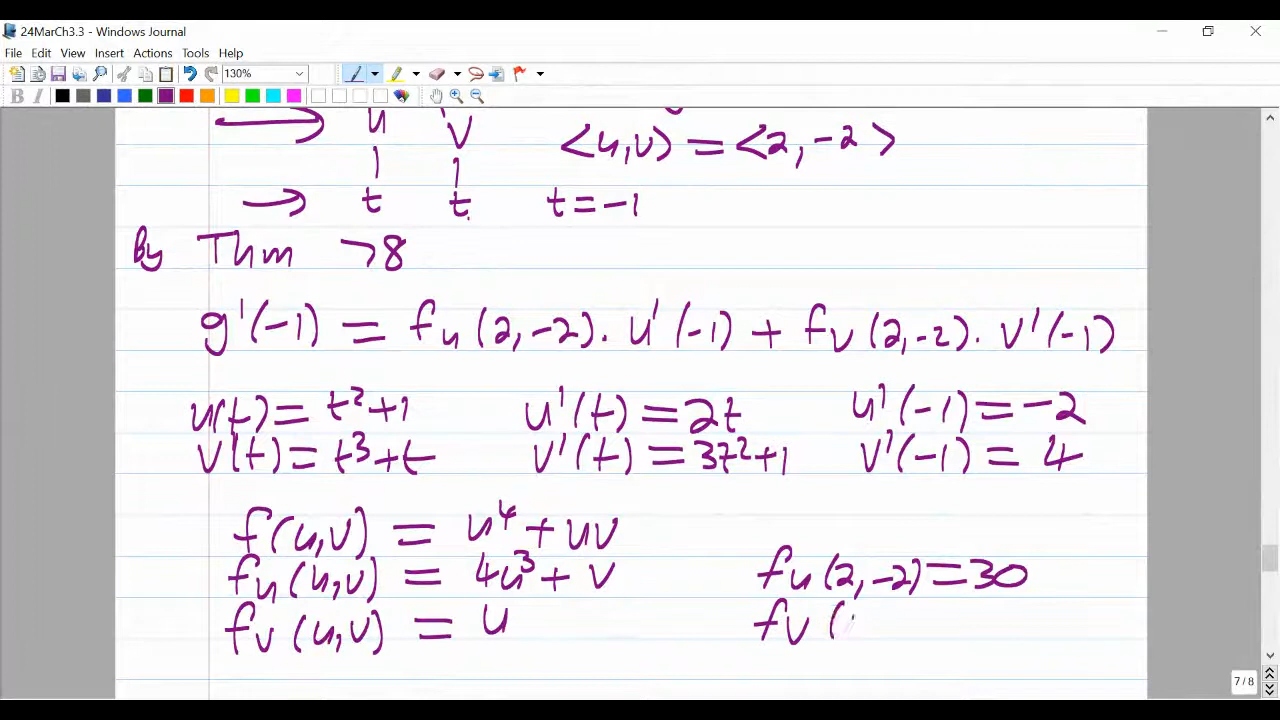 24MarCh3.3 - Windows Journal
File Edit View Insert Actions Tools Help
130%
B I
u v <u,v> = <2,-2>
t t t = -1
By Thm 78
g'(-1) = fu(2,-2). u'(-1) + fv(2,-2). v'(-1)
u(t) = t²+1 u'(t) = 2t u'(-1) = -2
v(t) = t³+t v'(t) = 3t²+1 v'(-1) = 4
f(u,v) = u⁴+uv
fu(u,v) = 4u³+v fu(2,-2) = 30
fv(u,v) = u fv(
7 / 8